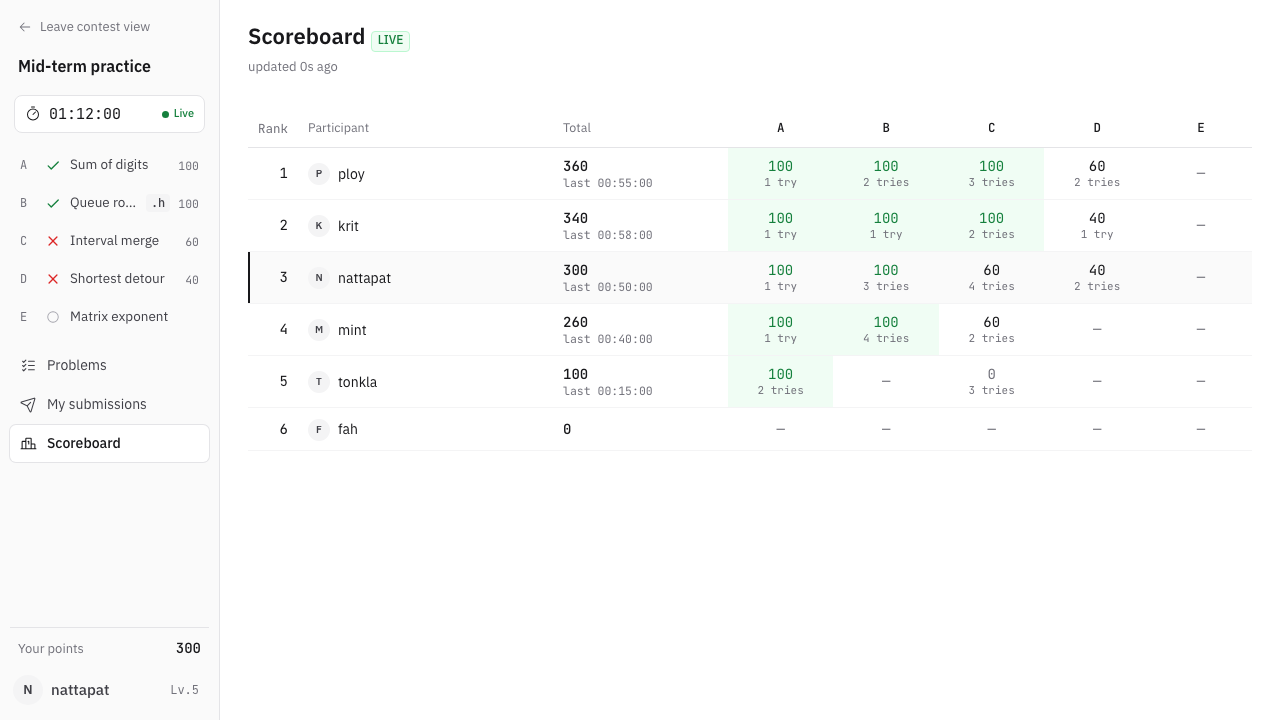 Leave contest view
Mid-term practice
01:12:00 Live
A Sum of digits 100
B Queue ro... .h 100
C Interval merge 60
D Shortest detour 40
E Matrix exponent
Problems
My submissions
Scoreboard
Your points 300
N nattapat Lv.5
Scoreboard LIVE
updated 0s ago
Rank Participant Total A B C D E
1 P ploy 360 100 100 100 60 —
last 00:55:00 1 try 2 tries 3 tries 2 tries
2 K krit 340 100 100 100 40 —
last 00:58:00 1 try 1 try 2 tries 1 try
3 N nattapat 300 100 100 60 40 —
last 00:50:00 1 try 3 tries 4 tries 2 tries
4 M mint 260 100 100 60 — —
last 00:40:00 1 try 4 tries 2 tries
5 T tonkla 100 100 — 0 — —
last 00:15:00 2 tries 3 tries
6 F fah 0 — — — — —